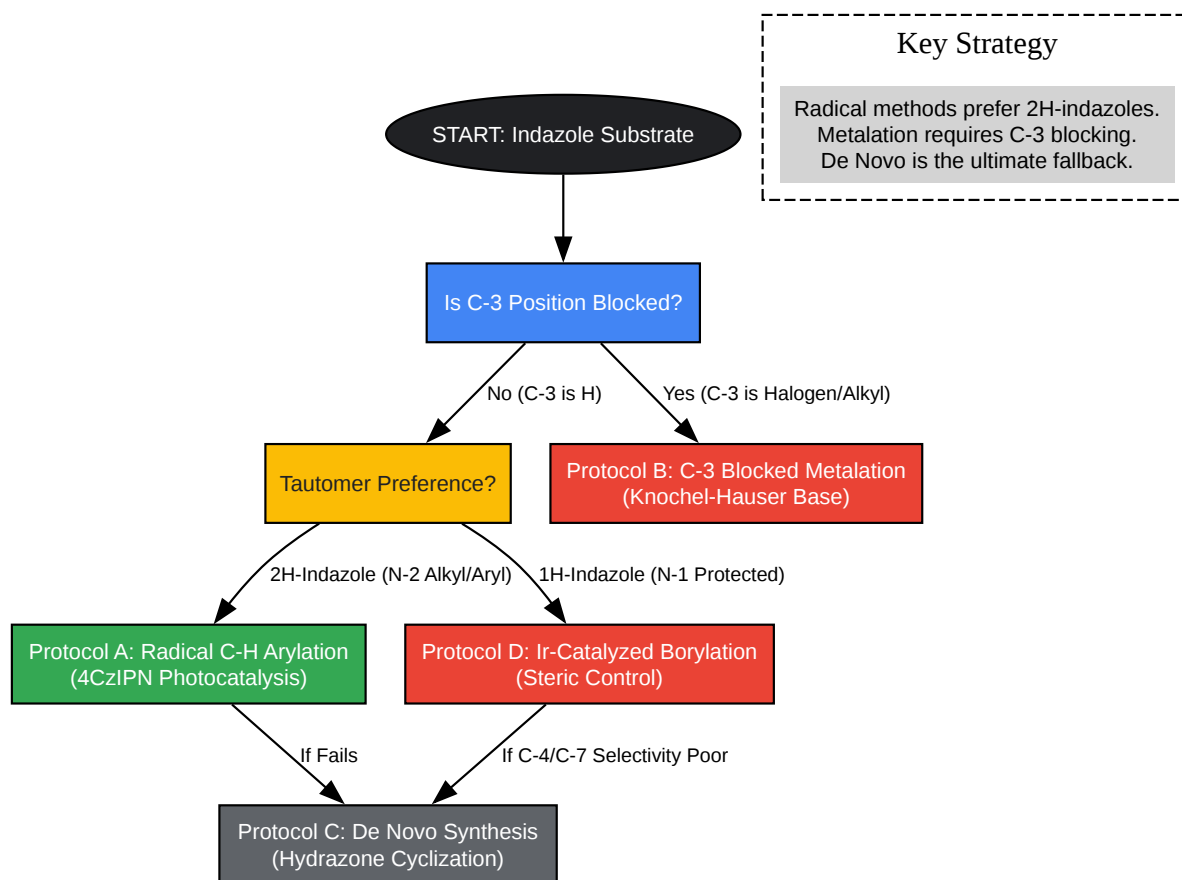 Key Strategy
Radical methods prefer 2H-indazoles.
Metalation requires C-3 blocking.
De Novo is the ultimate fallback.
START: Indazole Substrate
Is C-3 Position Blocked?
No (C-3 is H)
Yes (C-3 is Halogen/Alkyl)
Tautomer Preference?
Protocol B: C-3 Blocked Metalation
(Knochel-Hauser Base)
2H-Indazole (N-2 Alkyl/Aryl)
1H-Indazole (N-1 Protected)
Protocol A: Radical C-H Arylation
(4CzIPN Photocatalysis)
Protocol D: Ir-Catalyzed Borylation
(Steric Control)
If Fails
If C-4/C-7 Selectivity Poor
Protocol C: De Novo Synthesis
(Hydrazone Cyclization)